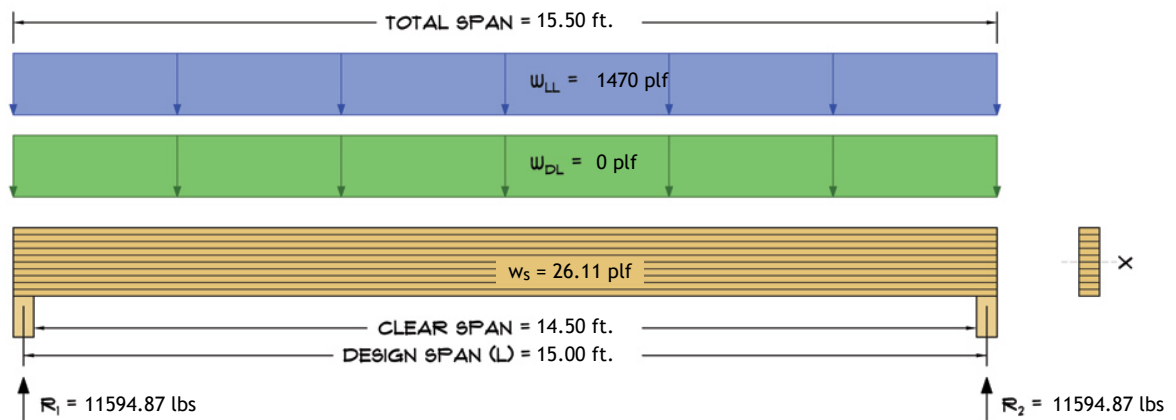 TOTAL SPAN = 15.50 ft.
wLL = 1470 plf
wDL = 0 plf
ws = 26.11 plf
X
CLEAR SPAN = 14.50 ft.
DESIGN SPAN (L) = 15.00 ft.
R1 = 11594.87 lbs
R2 = 11594.87 lbs